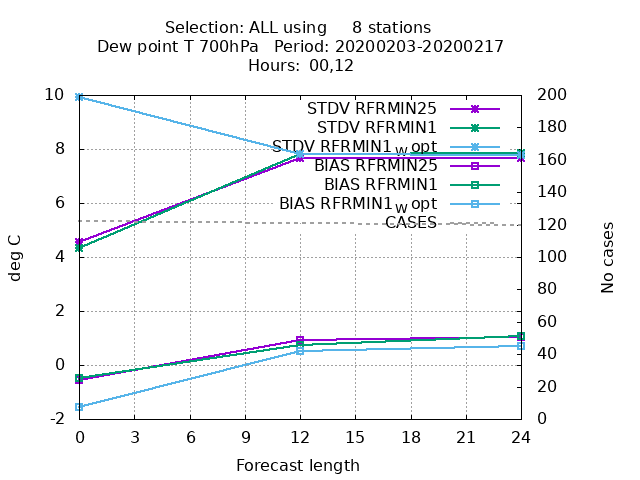 Selection: ALL using     8 stations
Dew point T 700hPa   Period: 20200203-20200217
Hours: 00,12
STDV RFRMIN25
STDV RFRMIN1
STDV RFRMIN1_w opt
BIAS RFRMIN25
BIAS RFRMIN1
BIAS RFRMIN1_w opt
CASES
10
8
6
4
2
0
-2
deg C
200
180
160
140
120
100
80
60
40
20
0
No cases
0 3 6 9 12 15 18 21 24
Forecast length